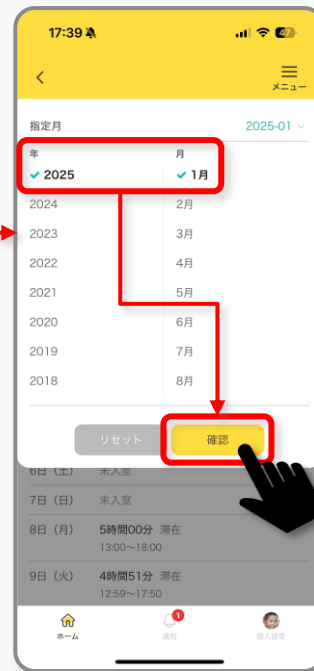 17:39
47
メニュー
指定月 2025-01
年 月
2025 1月
2024 2月
2023 3月
2022 4月
2021 5月
2020 6月
2019 7月
2018 8月
リセット 確認
6日（土） 未入室
7日（日） 未入室
8日（月） 5時間00分 滞在
13:00～18:00
9日（火） 4時間51分 滞在
12:59～17:50
1
ホーム 通知 個人設定